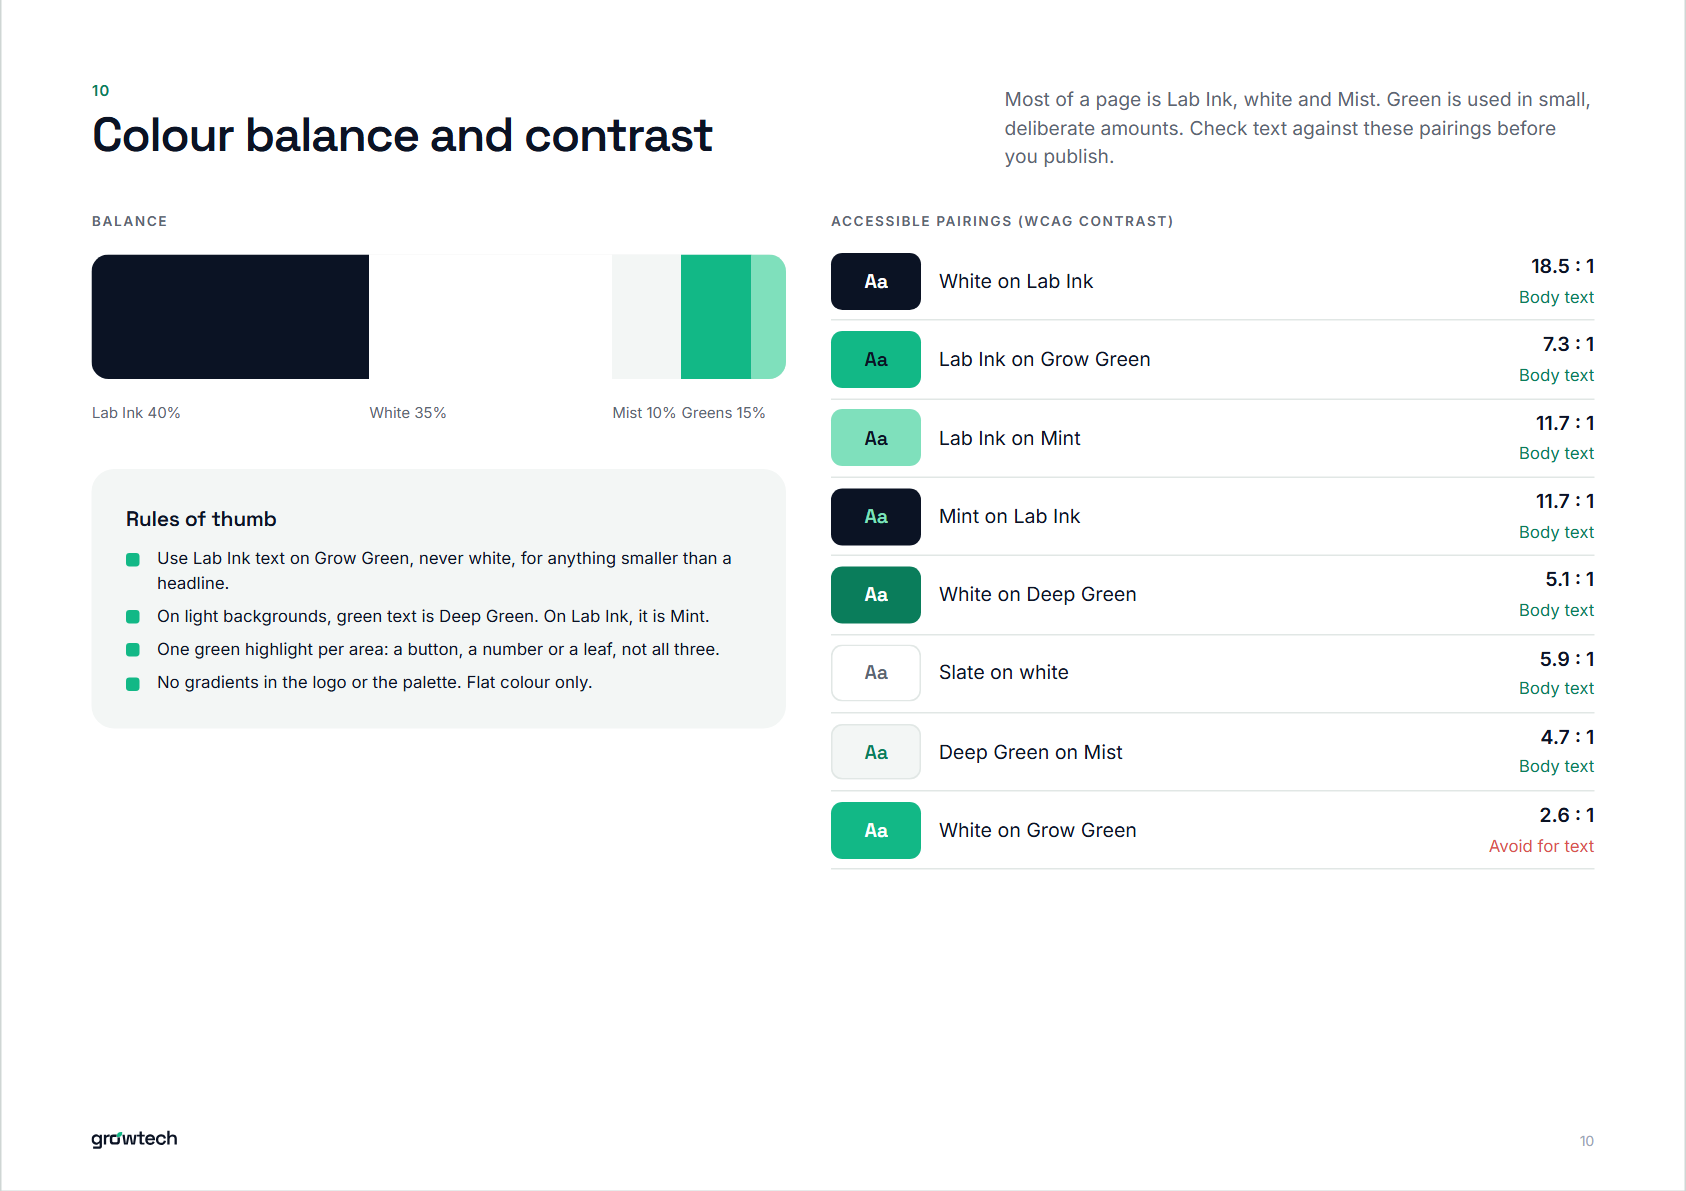 10
Colour balance and contrast
Most of a page is Lab Ink, white and Mist. Green is used in small,
deliberate amounts. Check text against these pairings before
you publish.
BALANCE
Lab Ink 40%
White 35%
Mist 10%
Greens 15%
Rules of thumb
Use Lab Ink text on Grow Green, never white, for anything smaller than a
headline.
On light backgrounds, green text is Deep Green. On Lab Ink, it is Mint.
One green highlight per area: a button, a number or a leaf, not all three.
No gradients in the logo or the palette. Flat colour only.
ACCESSIBLE PAIRINGS (WCAG CONTRAST)
Aa
White on Lab Ink
18.5 : 1
Body text
Aa
Lab Ink on Grow Green
7.3 : 1
Body text
Aa
Lab Ink on Mint
11.7 : 1
Body text
Aa
Mint on Lab Ink
11.7 : 1
Body text
Aa
White on Deep Green
5.1 : 1
Body text
Aa
Slate on white
5.9 : 1
Body text
Aa
Deep Green on Mist
4.7 : 1
Body text
Aa
White on Grow Green
2.6 : 1
Avoid for text
growtech
10